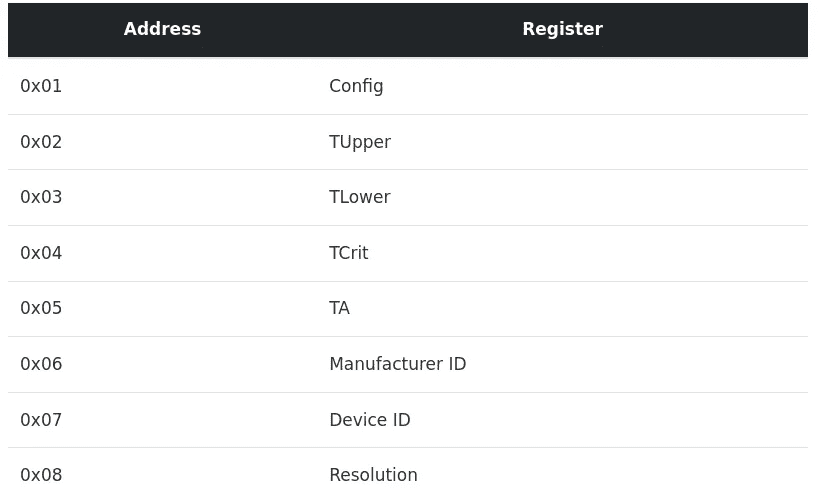 Address Register
0x01 Config
0x02 TUpper
0x03 TLower
0x04 TCrit
0x05 TA
0x06 Manufacturer ID
0x07 Device ID
0x08 Resolution